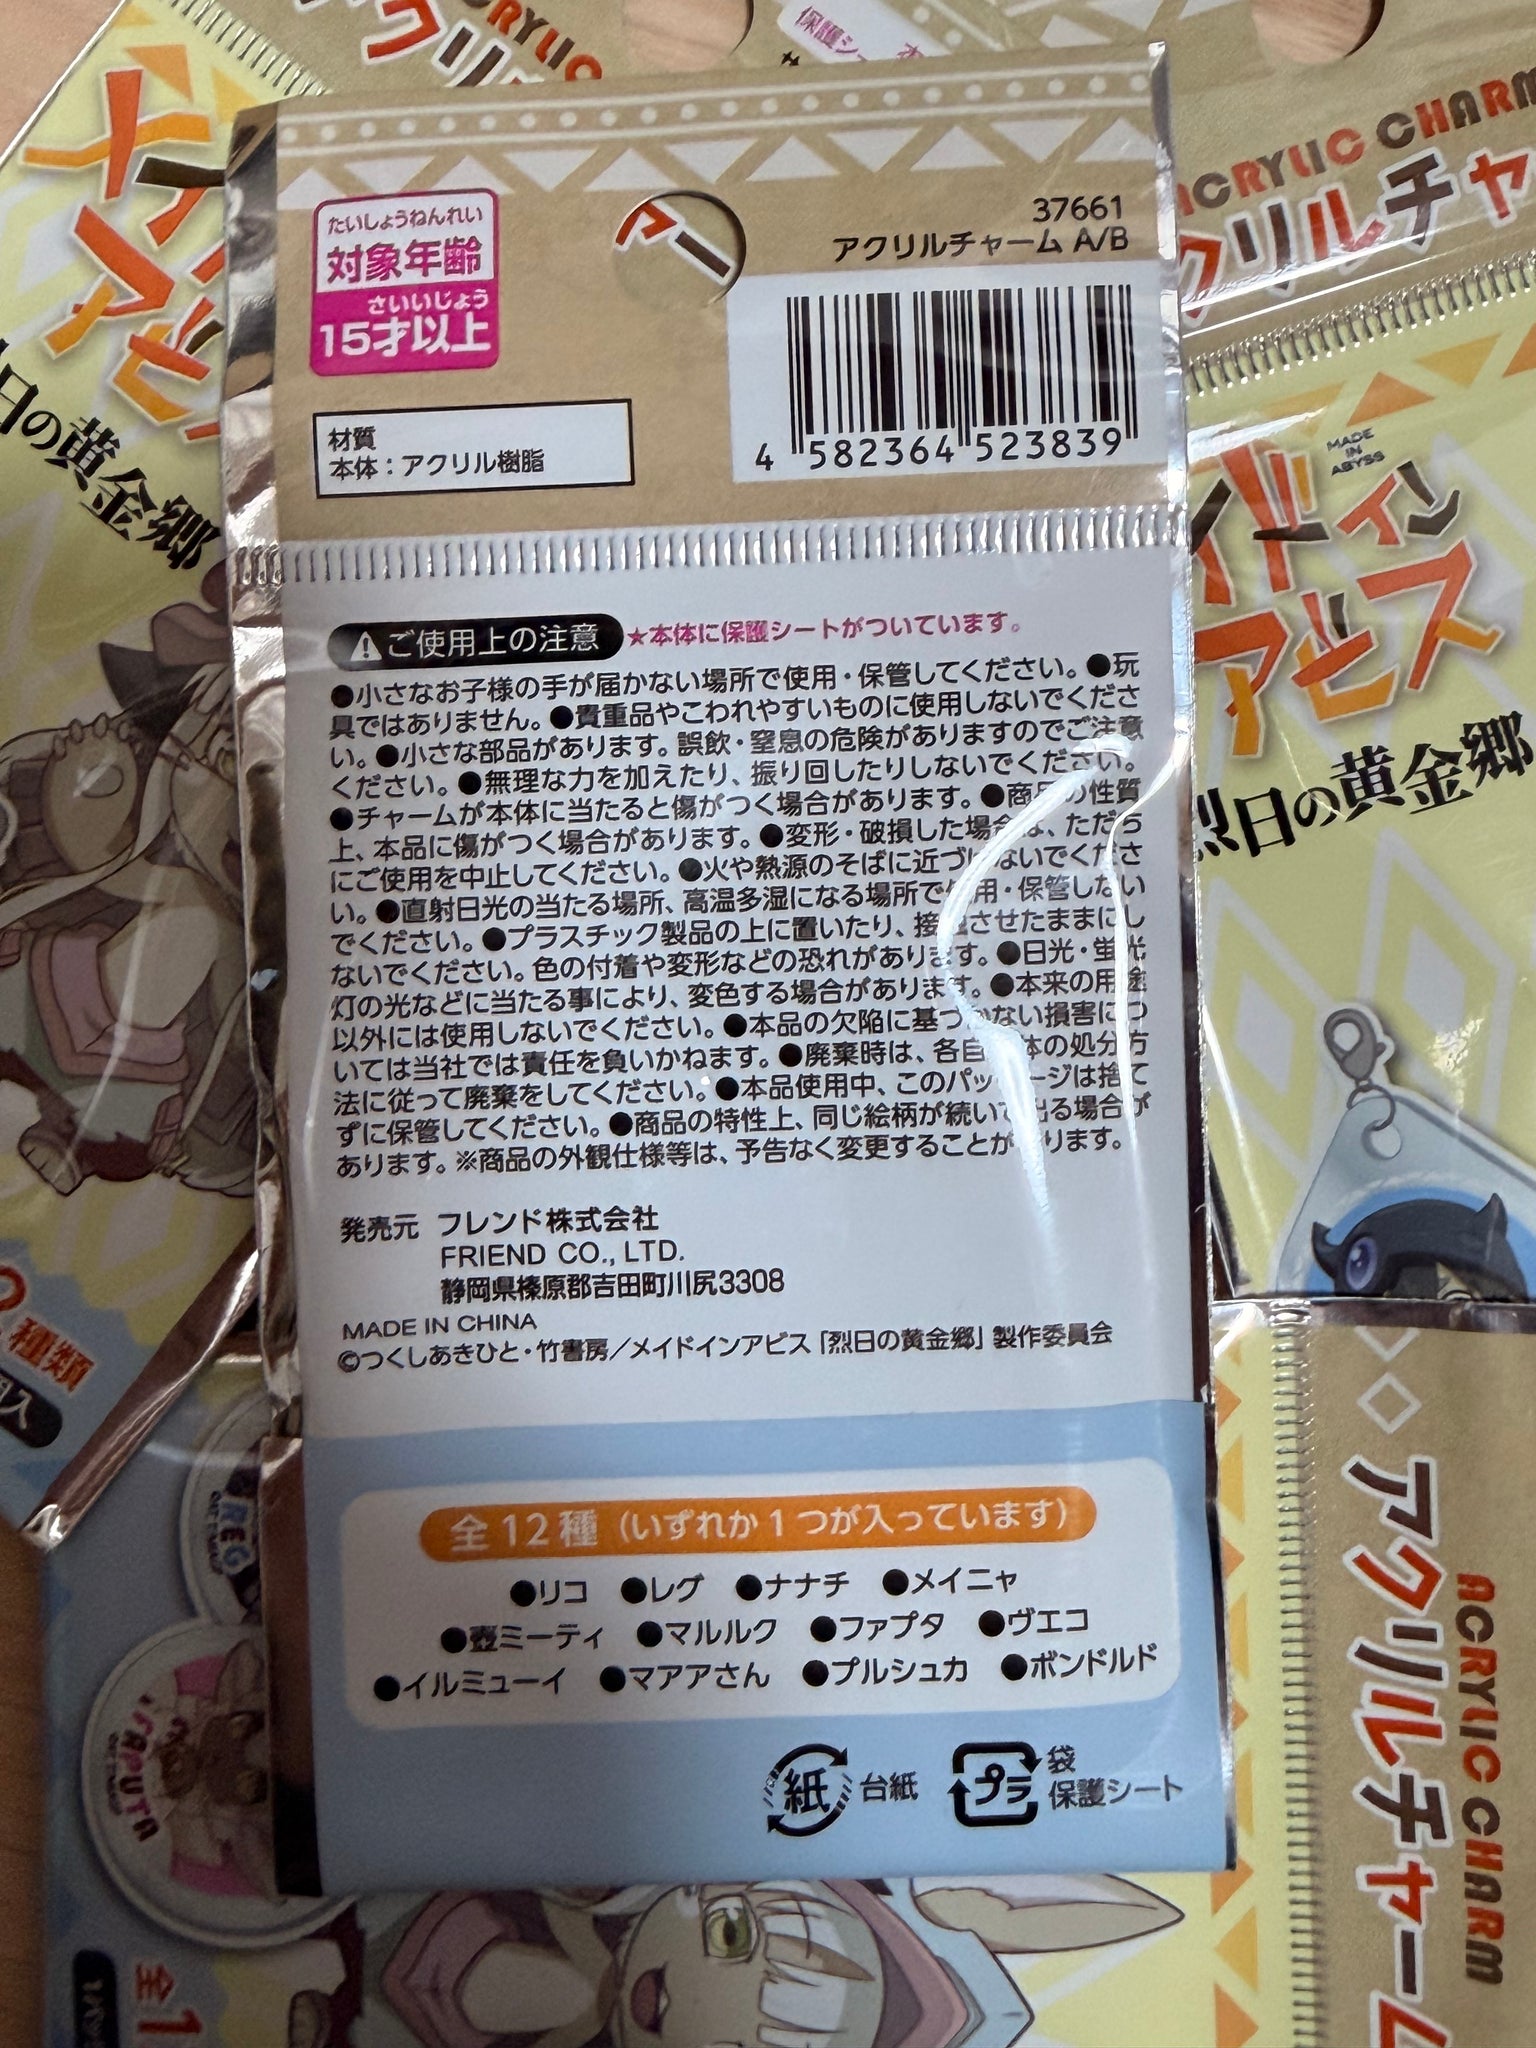 たいしょうねんれい
対象年齢
さいいじょう
15才以上
37661
アクリルチャーム A/B
4 582364 523839
材質
本体：アクリル樹脂
ご使用上の注意 ★本体に保護シートがついています。
●小さなお子様の手が届かない場所で使用・保管してください。●玩
具ではありません。●貴重品やこわれやすいものに使用しないでくださ
い。●小さな部品があります。誤飲・窒息の危険がありますのでご注意
ください。●無理な力を加えたり、振り回したりしないでください。
●チャームが本体に当たると傷がつく場合があります。●商品の性質
上、本品に傷がつく場合があります。●変形・破損した場合は、ただち
にご使用を中止してください。●火や熱源のそばに近づけないでくださ
い。●直射日光の当たる場所、高温多湿になる場所で使用・保管しない
でください。●プラスチック製品の上に置いたり、接触させたままにし
ないでください。色の付着や変形などの恐れがあります。●日光・蛍光
灯の光などに当たる事により、変色する場合があります。●本来の用途
以外には使用しないでください。●本品の欠陥に基づかない損害につ
いては当社では責任を負いかねます。●廃棄時は、各自治体の処分方
法に従って廃棄をしてください。●本品使用中、このパッケージは捨て
ずに保管してください。●商品の特性上、同じ絵柄が続いて出る場合が
あります。※商品の外観仕様等は、予告なく変更することがあります。
発売元 フレンド株式会社
FRIEND CO., LTD.
静岡県榛原郡吉田町川尻3308
MADE IN CHINA
©つくしあきひと・竹書房／メイドインアビス「烈日の黄金郷」製作委員会
全12種（いずれか1つが入っています）
●リコ ●レグ ●ナナチ ●メイニャ
●壺ミーティ ●マルルク ●ファプタ ●ヴエコ
●イルミューイ ●マアアさん ●プルシュカ ●ボンドルド
紙 台紙
プラ 袋
保護シート
ACRYLIC CHARM
クリルチャ
MADE
IN
ABYSS
アビス
烈日の黄金郷
日の黄金郷
種類
REG
FAPUTA
全1
ACRYLIC CHARM
アクリルチャーム